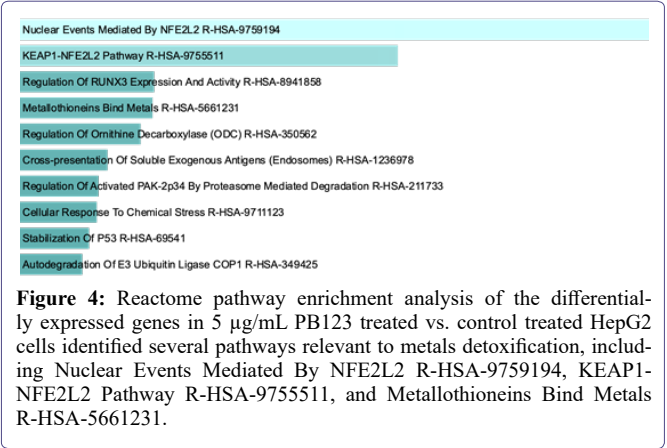 Nuclear Events Mediated By NFE2L2 R-HSA-9759194
KEAP1-NFE2L2 Pathway R-HSA-9755511
Regulation Of RUNX3 Expression And Activity R-HSA-8941858
Metallothioneins Bind Metals R-HSA-5661231
Regulation Of Ornithine Decarboxylase (ODC) R-HSA-350562
Cross-presentation Of Soluble Exogenous Antigens (Endosomes) R-HSA-1236978
Regulation Of Activated PAK-2p34 By Proteasome Mediated Degradation R-HSA-211733
Cellular Response To Chemical Stress R-HSA-9711123
Stabilization Of P53 R-HSA-69541
Autodegradation Of E3 Ubiquitin Ligase COP1 R-HSA-349425
Figure 4: Reactome pathway enrichment analysis of the differential-
ly expressed genes in 5 µg/mL PB123 treated vs. control treated HepG2
cells identified several pathways relevant to metals detoxification, includ-
ing Nuclear Events Mediated By NFE2L2 R-HSA-9759194, KEAP1-
NFE2L2 Pathway R-HSA-9755511, and Metallothioneins Bind Metals
R-HSA-5661231.